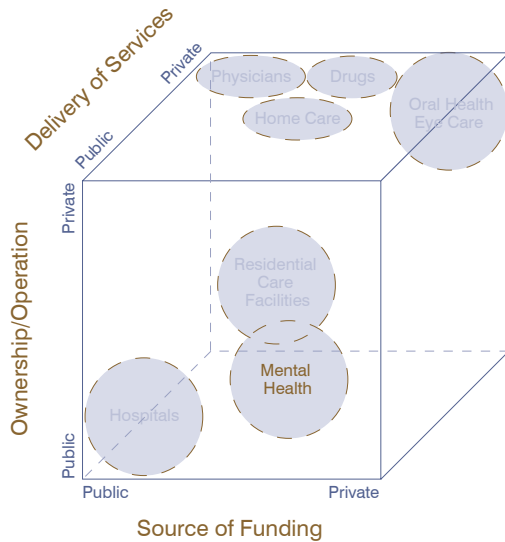 Delivery of Services
Private
Public
Physicians
Drugs
Home Care
Oral Health
Eye Care
Ownership/Operation
Private
Public
Residential
Care
Facilities
Mental
Health
Hospitals
Public
Private
Source of Funding